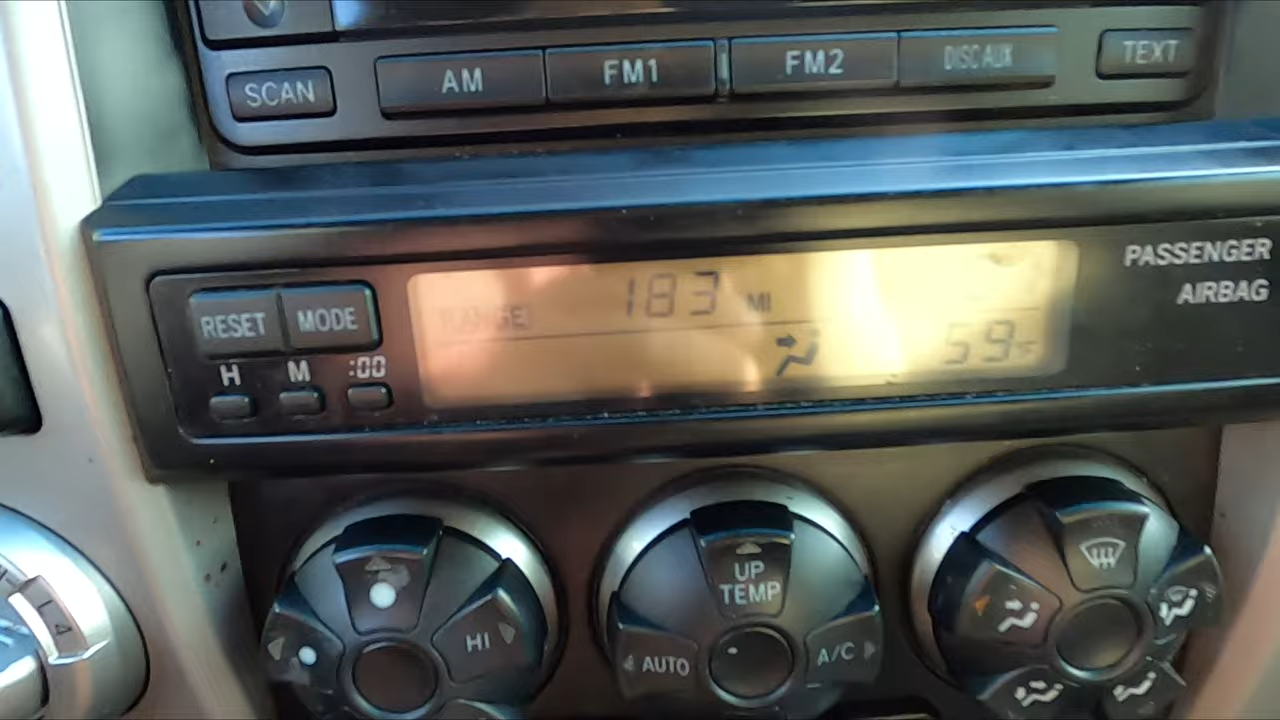 SCAN AM FM1 FM2 DISC AUX TEXT
PASSENGER
AIRBAG
RANGE 183 MI
RESET MODE
59°F
H M :00
UP
TEMP
HI
AUTO A/C